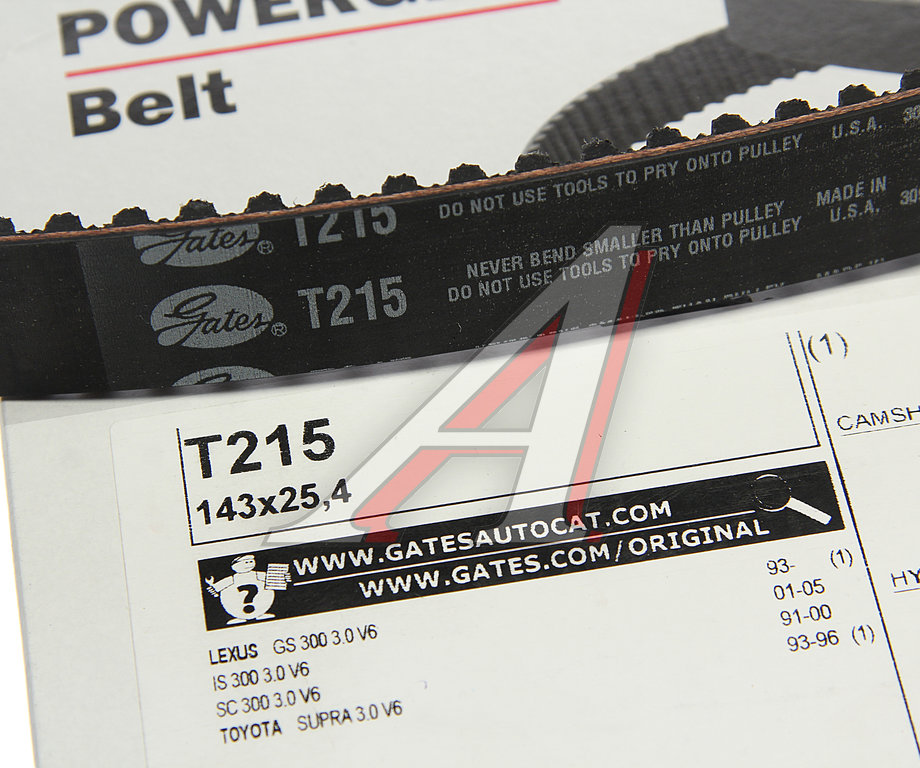 Belt
DO NOT USE TOOLS TO PRY ONTO PULLEY
U.S.A.
Gates® T215
NEVER BEND SMALLER THAN PULLEY
DO NOT USE TOOLS TO PRY ONTO PULLEY
MADE IN
U.S.A.
Gates® T215
(1)
T215
143x25,4
WWW.GATESAUTOCAT.COM
WWW.GATES.COM/ORIGINAL
?
LEXUS GS 300 3.0 V6 93- (1)
IS 300 3.0 V6 01-05
SC 300 3.0 V6 91-00
TOYOTA SUPRA 3.0 V6 93-96 (1)